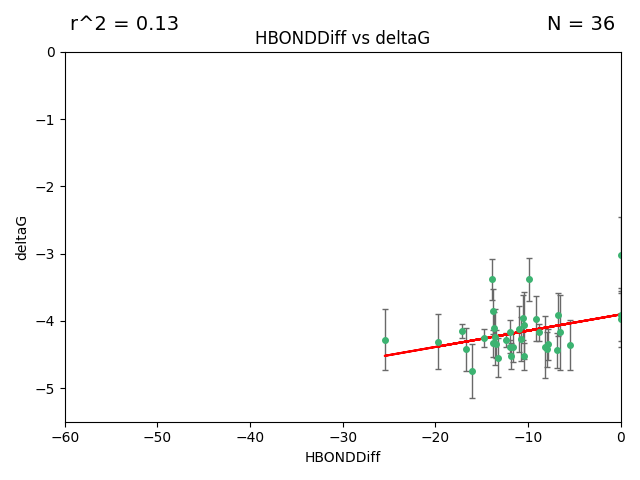 r^2 = 0.13
N = 36
HBONDDiff vs deltaG
deltaG
0
−1
−2
−3
−4
−5
−60
−50
−40
−30
−20
−10
0
HBONDDiff